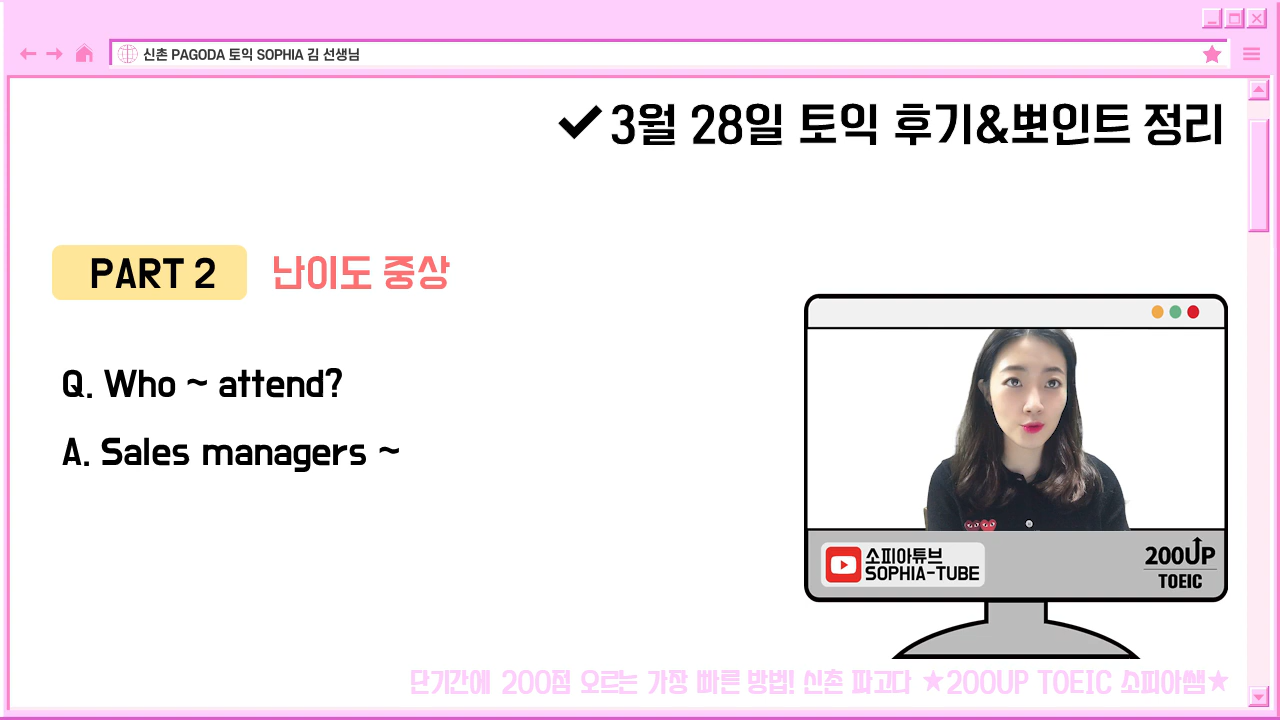 신촌 PAGODA 토익 SOPHIA 김 선생님
3월 28일 토익 후기&뽀인트 정리
PART 2 난이도 중상
Q. Who ~ attend?
A. Sales managers ~
소피아튜브
SOPHIA-TUBE
200UP
TOEIC
단기간에 200점 오르는 가장 빠른 방법! 신촌 파고다 ★200UP TOEIC 소피아쌤★